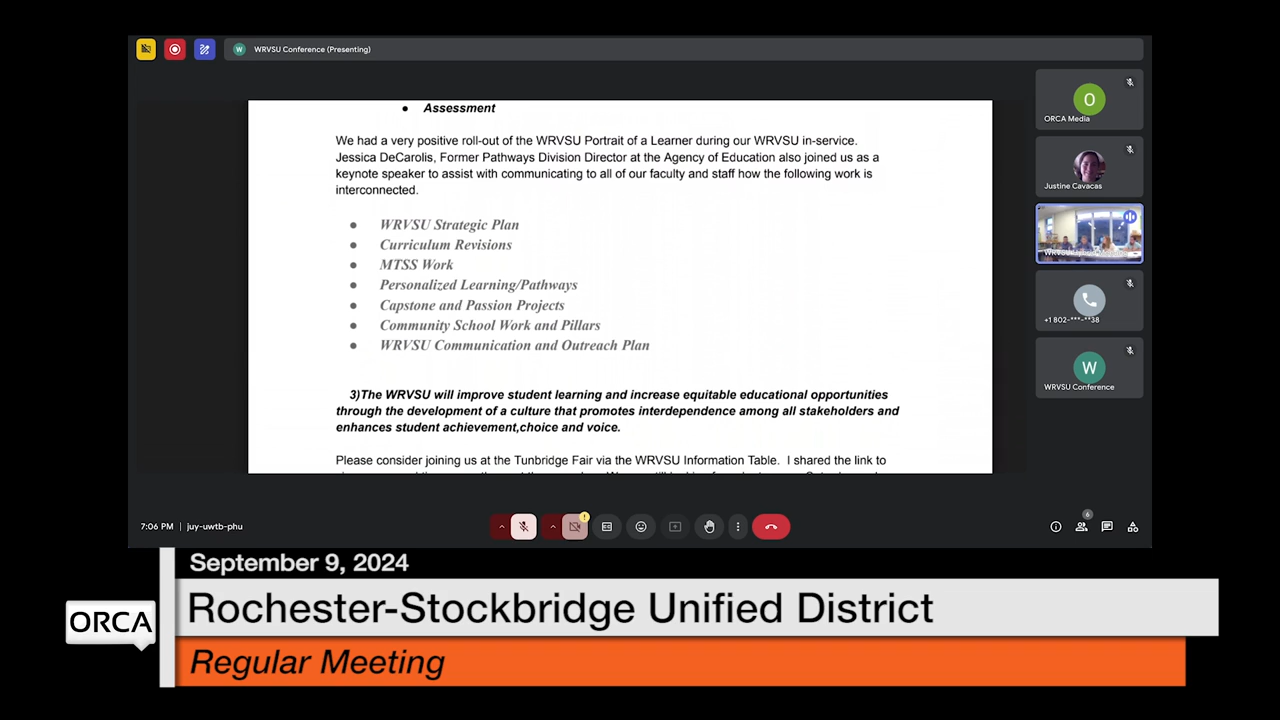 W WRVSU Conference (Presenting)
Assessment
We had a very positive roll-out of the WRVSU Portrait of a Learner during our WRVSU in-service.
Jessica DeCarolis, Former Pathways Division Director at the Agency of Education also joined us as a
keynote speaker to assist with communicating to all of our faculty and staff how the following work is
interconnected.
WRVSU Strategic Plan
Curriculum Revisions
MTSS Work
Personalized Learning/Pathways
Capstone and Passion Projects
Community School Work and Pillars
WRVSU Communication and Outreach Plan
3)The WRVSU will improve student learning and increase equitable educational opportunities
through the development of a culture that promotes interdependence among all stakeholders and
enhances student achievement,choice and voice.
Please consider joining us at the Tunbridge Fair via the WRVSU Information Table. I shared the link to
O
ORCA Media
Justine Cavacas
+1 802-***-**38
W
WRVSU Conference
7:06 PM | juy-uwtb-phu
6
September 9, 2024
ORCA
Rochester-Stockbridge Unified District
Regular Meeting